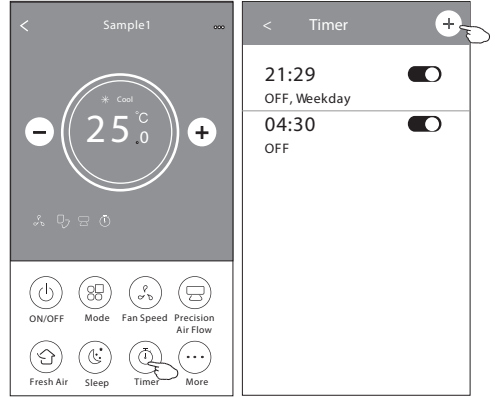 Sample1
Cool
25.0 °C
ON/OFF
Mode
Fan Speed
Precision
Air Flow
Fresh Air
Sleep
Timer
More
< Timer +
21:29
OFF, Weekday
04:30
OFF